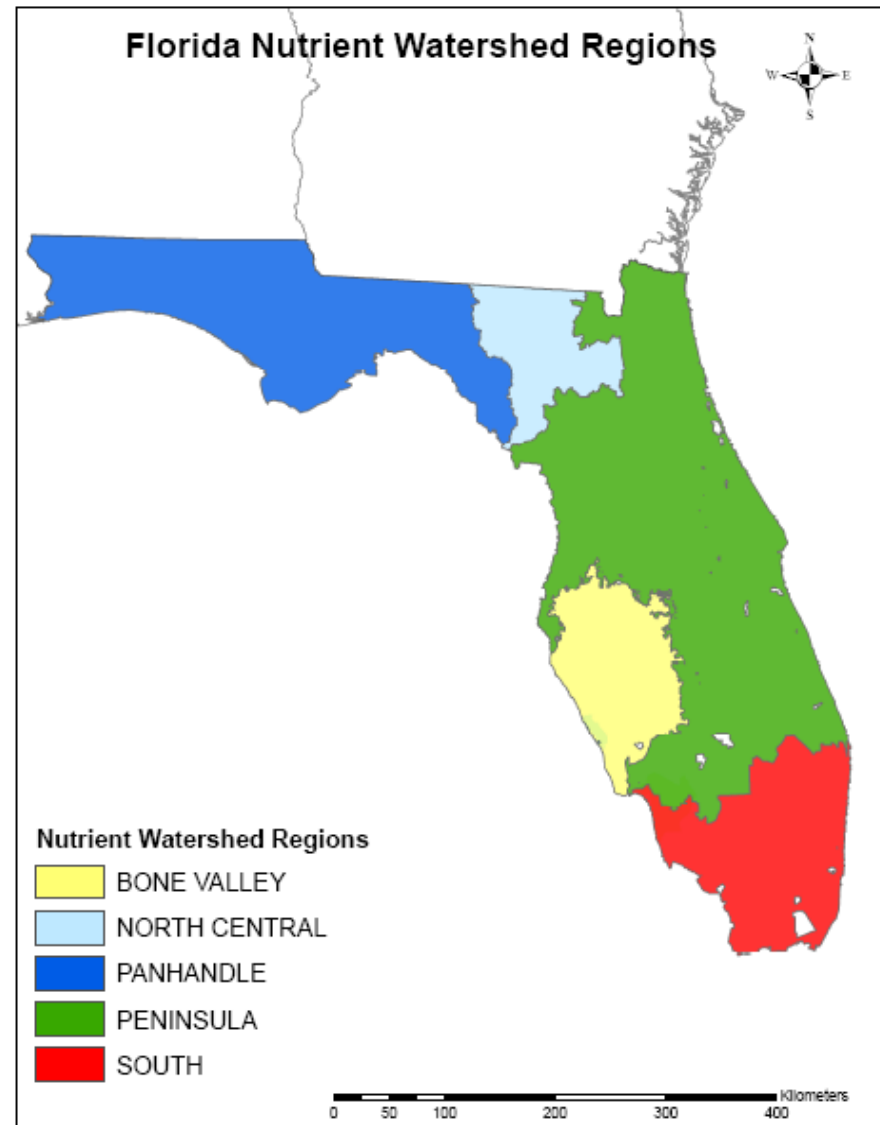 Florida Nutrient Watershed Regions
N
W E
S
Nutrient Watershed Regions
BONE VALLEY
NORTH CENTRAL
PANHANDLE
PENINSULA
SOUTH
Kilometers
0 50 100 200 300 400